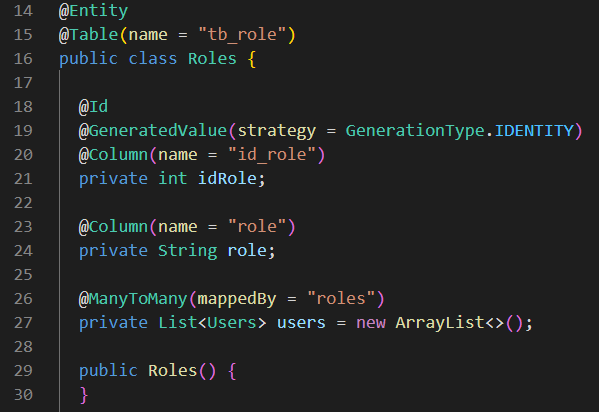 14 @Entity
15 @Table(name = "tb_role")
16 public class Roles {
17
18 @Id
19 @GeneratedValue(strategy = GenerationType.IDENTITY)
20 @Column(name = "id_role")
21 private int idRole;
22
23 @Column(name = "role")
24 private String role;
25
26 @ManyToMany(mappedBy = "roles")
27 private List<Users> users = new ArrayList<>();
28
29 public Roles() {
30 }